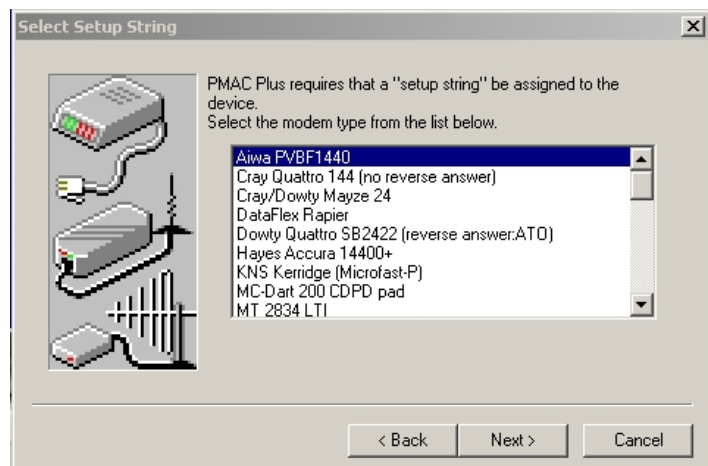 Select Setup String
PMAC Plus requires that a "setup string" be assigned to the
device.
Select the modem type from the list below.
Aiwa PVBF1440
Cray Quattro 144 (no reverse answer)
Cray/Dowty Mayze 24
DataFlex Rapier
Dowty Quattro SB2422 (reverse answer:ATO)
Hayes Accura 14400+
KNS Kerridge (Microfast-P)
MC-Dart 200 CDPD pad
MT 2834 LTI
< Back Next > Cancel